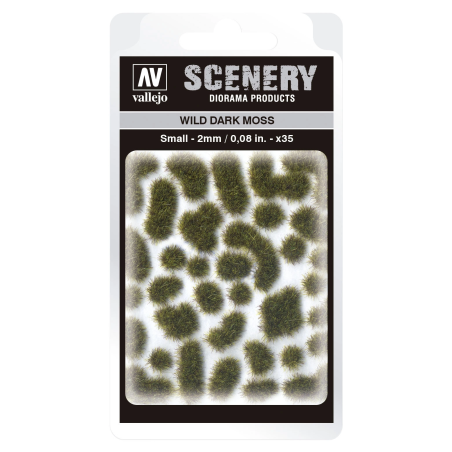 AV
vallejo
SCENERY
DIORAMA PRODUCTS
WILD DARK MOSS
Small - 2mm / 0,08 in. - x35